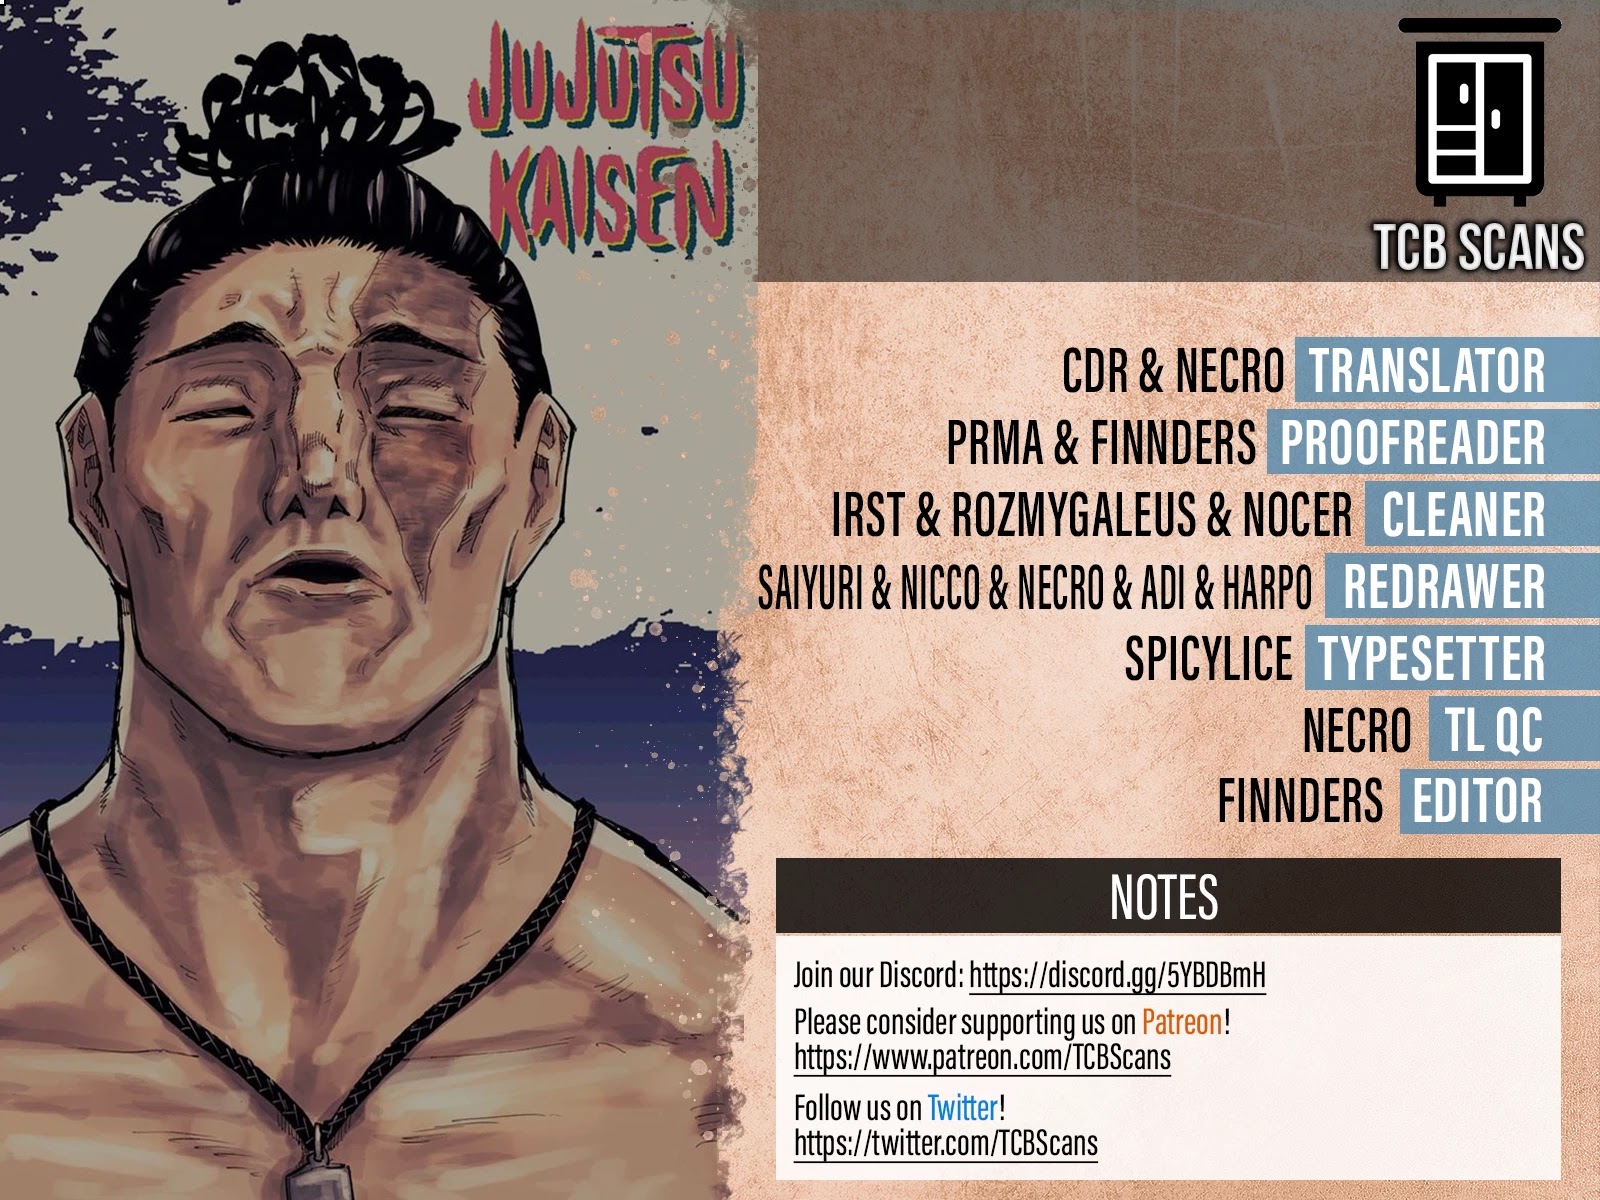 JUJUTSU
KAISEN
TCB SCANS
CDR & NECRO TRANSLATOR
PRMA & FINNDERS PROOFREADER
IRST & ROZMYGALEUS & NOCER CLEANER
SAIYURI & NICCO & NECRO & ADI & HARPO REDRAWER
SPICYLICE TYPESETTER
NECRO TL QC
FINNDERS EDITOR
NOTES
Join our Discord: https://discord.gg/5YBDBmH
Please consider supporting us on Patreon!
https://www.patreon.com/TCBScans
Follow us on Twitter!
https://twitter.com/TCBScans